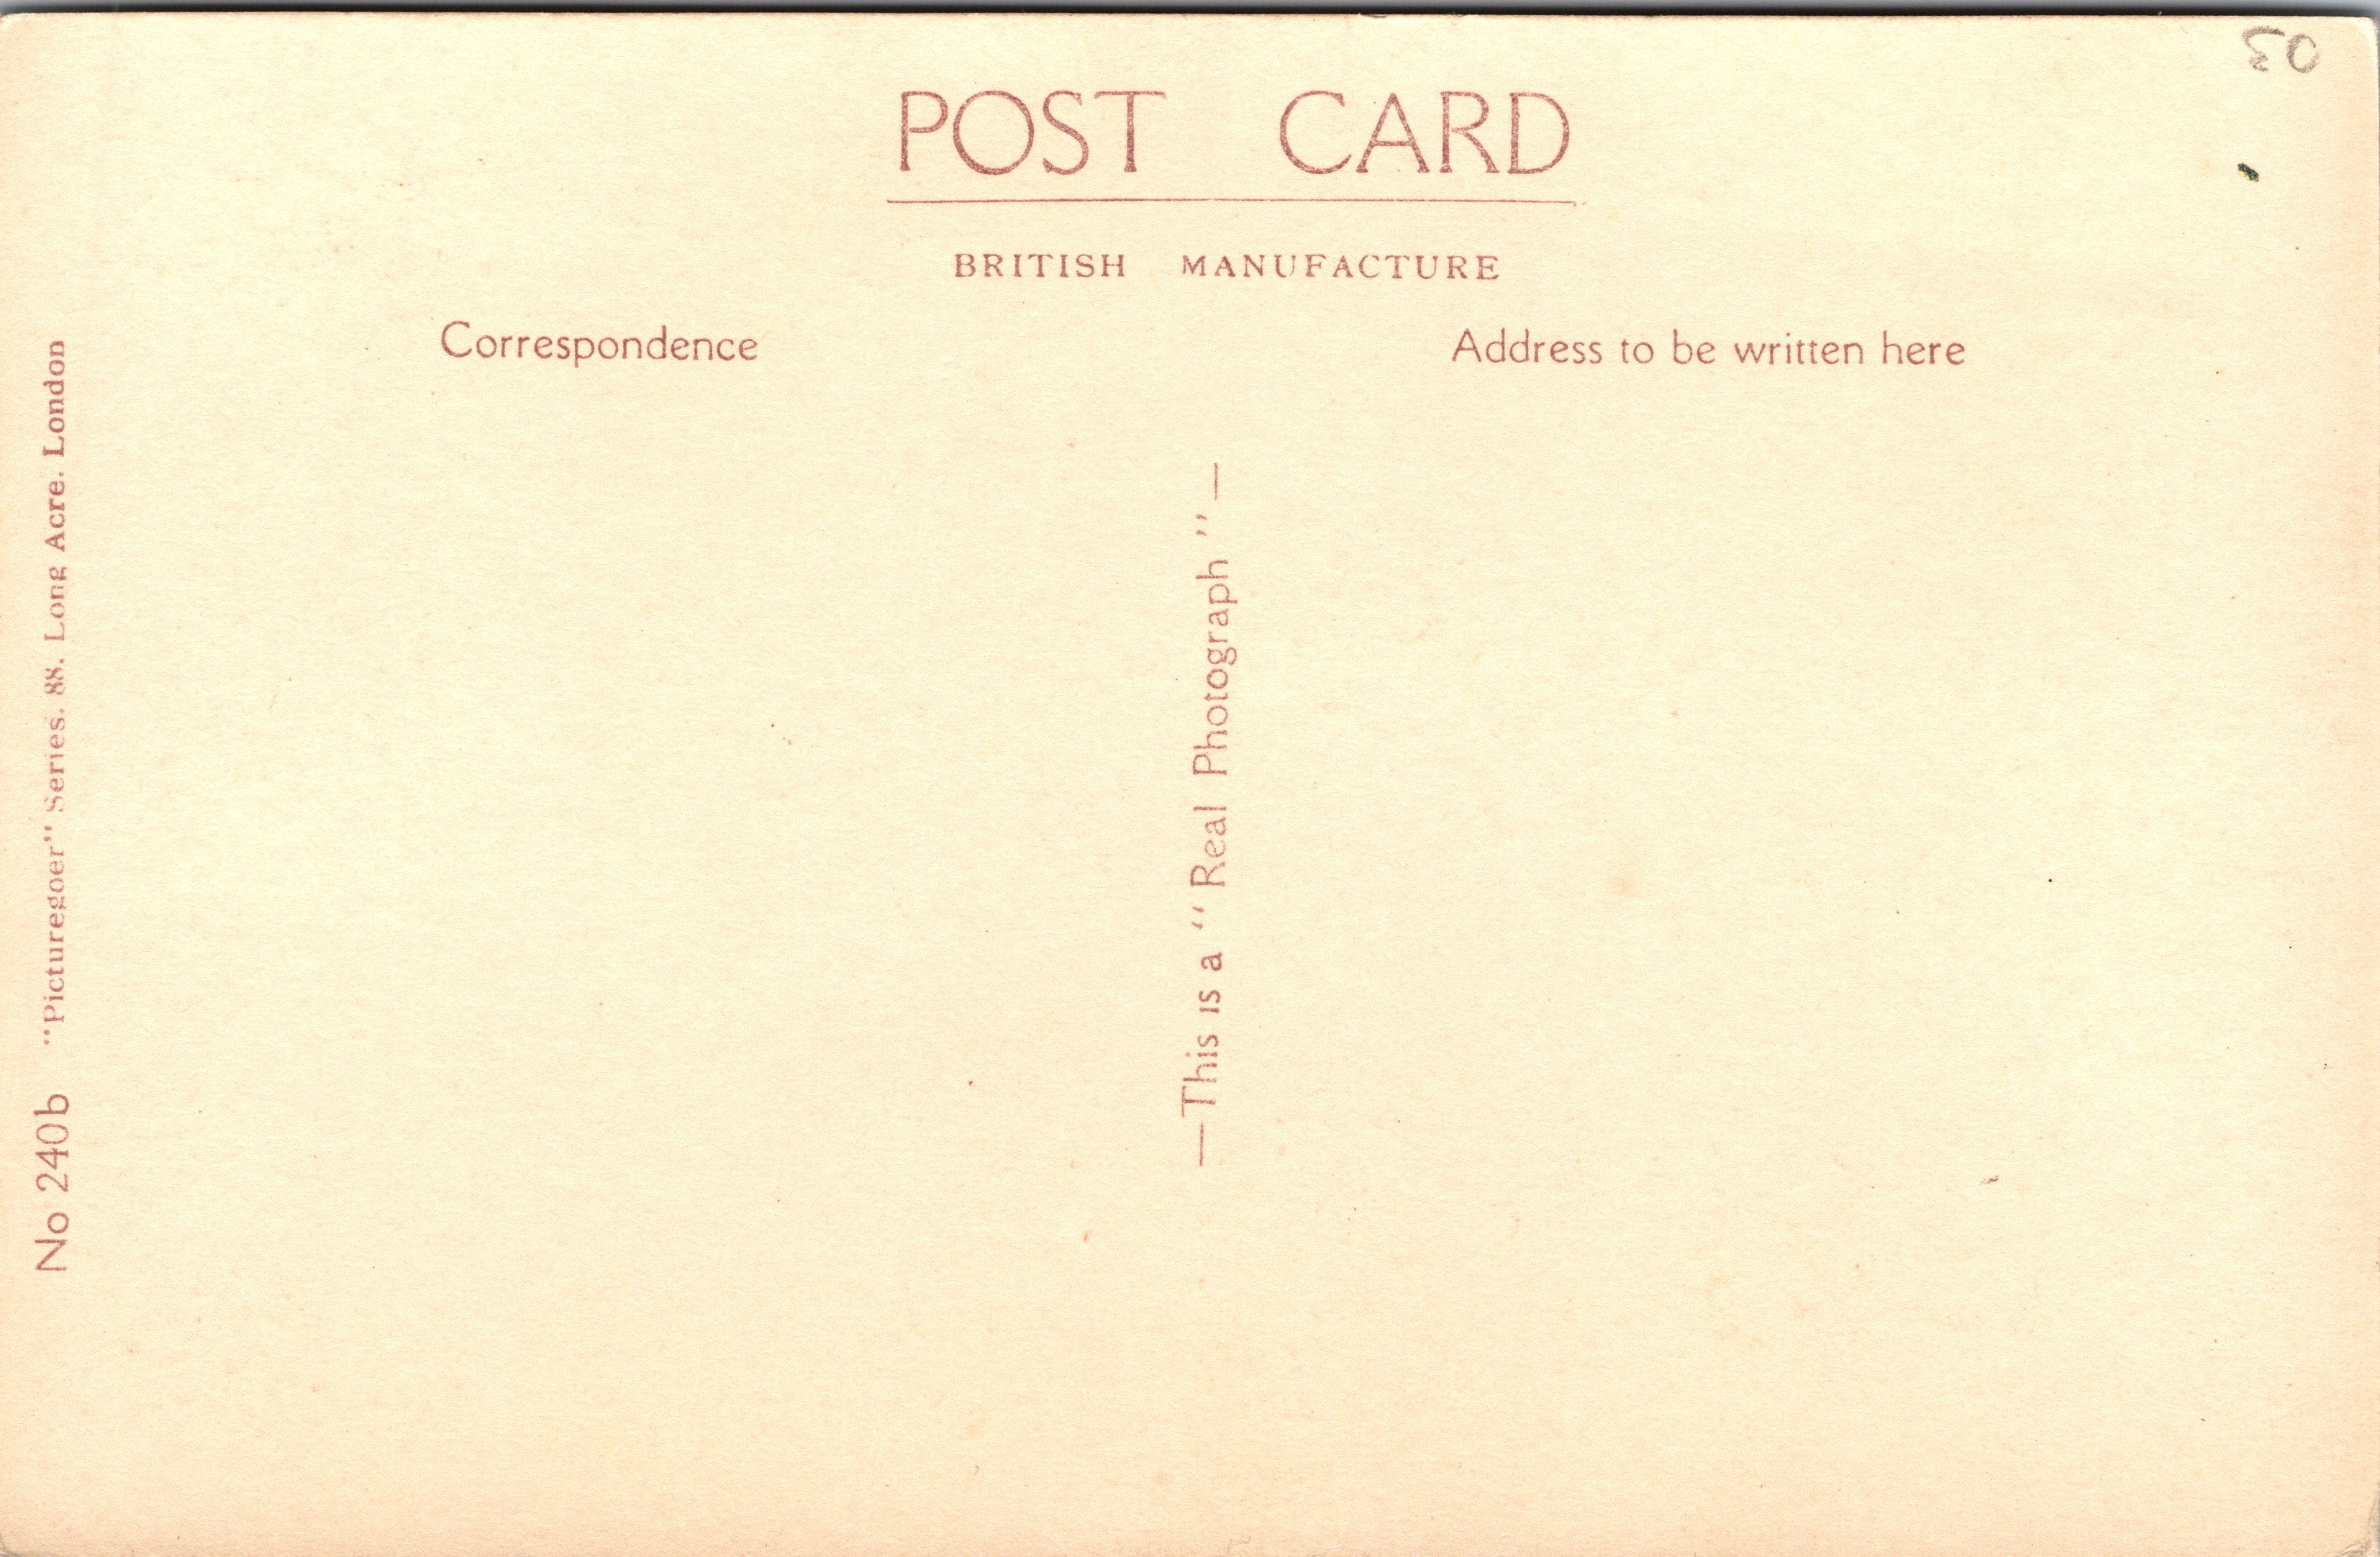 50
POST CARD
BRITISH MANUFACTURE
Correspondence
Address to be written here
—This is a “Real Photograph”—
No 240b "Picturegoer" Series. 88. Long Acre. London